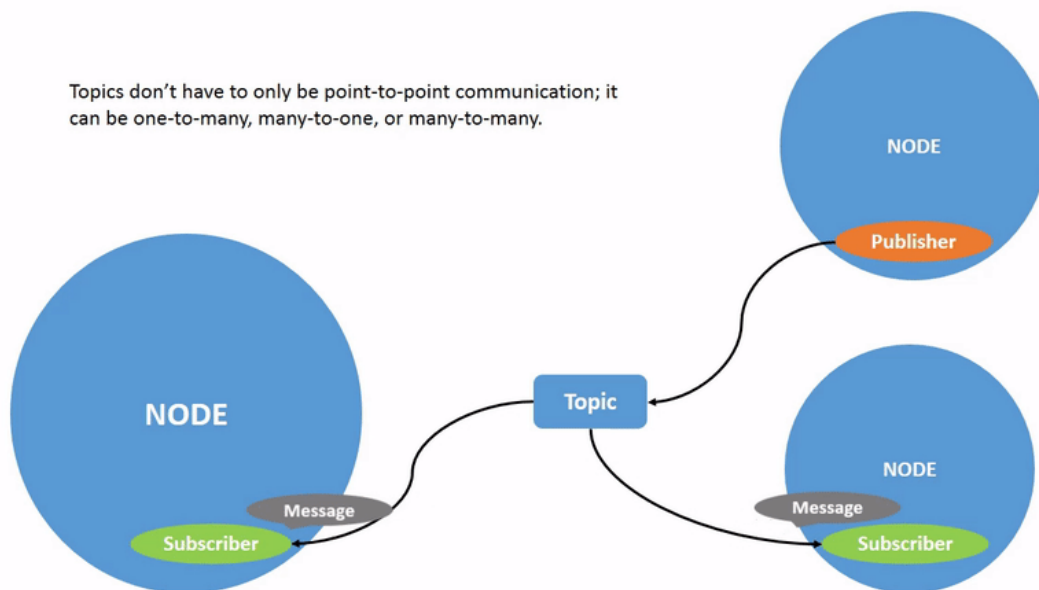 Topics don’t have to only be point-to-point communication; it
can be one-to-many, many-to-one, or many-to-many.
NODE
Publisher
Topic
NODE
Message
Subscriber
NODE
Message
Subscriber